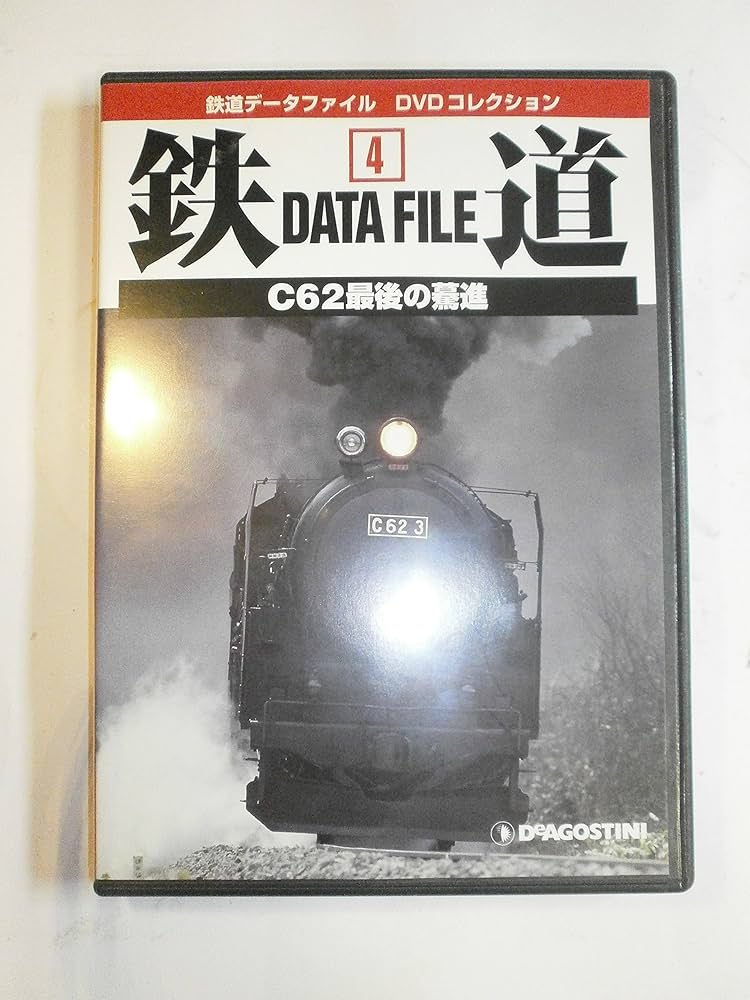 鉄道データファイル DVDコレクション
4
鉄道 DATA FILE
C62最後の驀進
C62 3
DeAGOSTINI